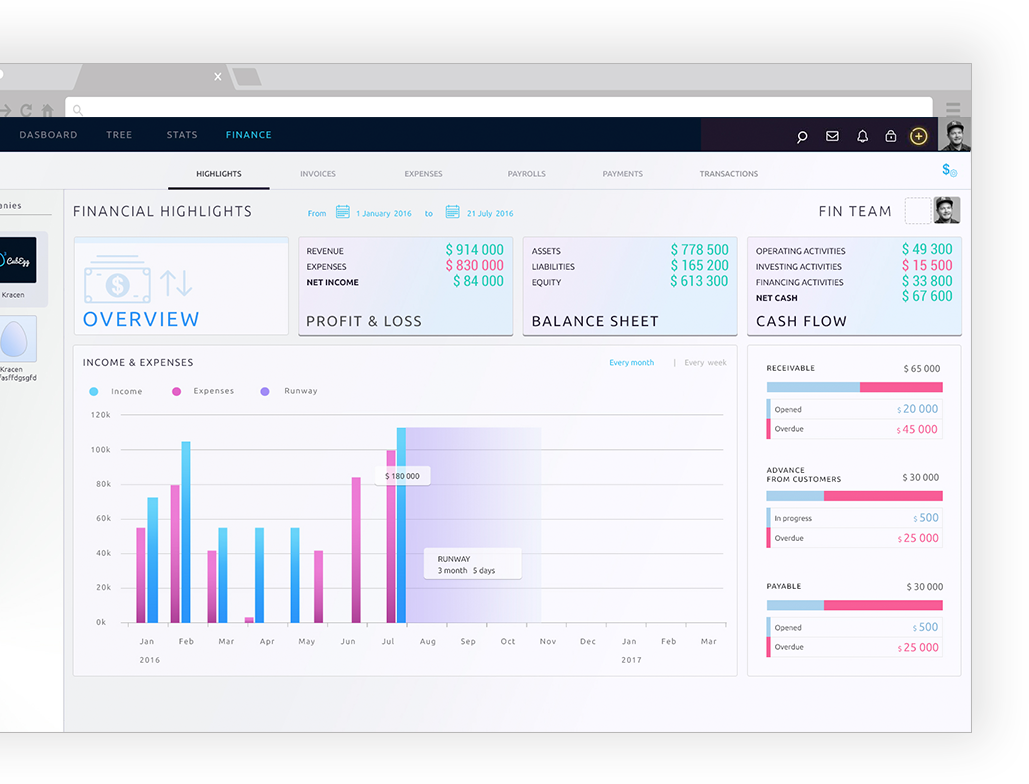 X
DASBOARD TREE STATS FINANCE
HIGHLIGHTS INVOICES EXPENSES PAYROLLS PAYMENTS TRANSACTIONS
anies
CubEgg
Kracen
Kracen
fasffdgsgfd
FINANCIAL HIGHLIGHTS From 1 January 2016 to 21 July 2016 FIN TEAM
OVERVIEW
REVENUE $ 914 000
EXPENSES $ 830 000
NET INCOME $ 84 000
PROFIT & LOSS
ASSETS $ 778 500
LIABILITIES $ 165 200
EQUITY $ 613 300
BALANCE SHEET
OPERATING ACTIVITIES $ 49 300
INVESTING ACTIVITIES $ 15 500
FINANCING ACTIVITIES $ 33 800
NET CASH $ 67 600
CASH FLOW
INCOME & EXPENSES Every month | Every week
Income Expenses Runway
120k
100k
80k
60k
40k
20k
0k
$ 180 000
RUNWAY
3 month $ days
Jan Feb Mar Apr May Jun Jul Aug Sep Oct Nov Dec Jan Feb Mar
2016 2017
RECEIVABLE $ 65 000
Opened $ 20 000
Overdue $ 45 000
ADVANCE
FROM CUSTOMERS $ 30 000
In progress $ 500
Overdue $ 25 000
PAYABLE $ 30 000
Opened $ 500
Overdue $ 25 000